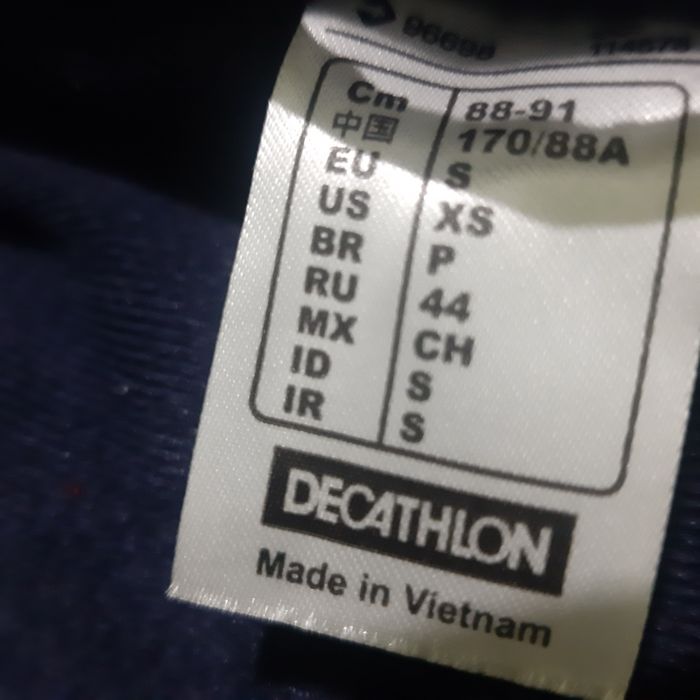 Cm 88-91
中国 170/88A
EU S
US XS
BR P
RU 44
MX CH
ID S
IR S
DECATHLON
Made in Vietnam